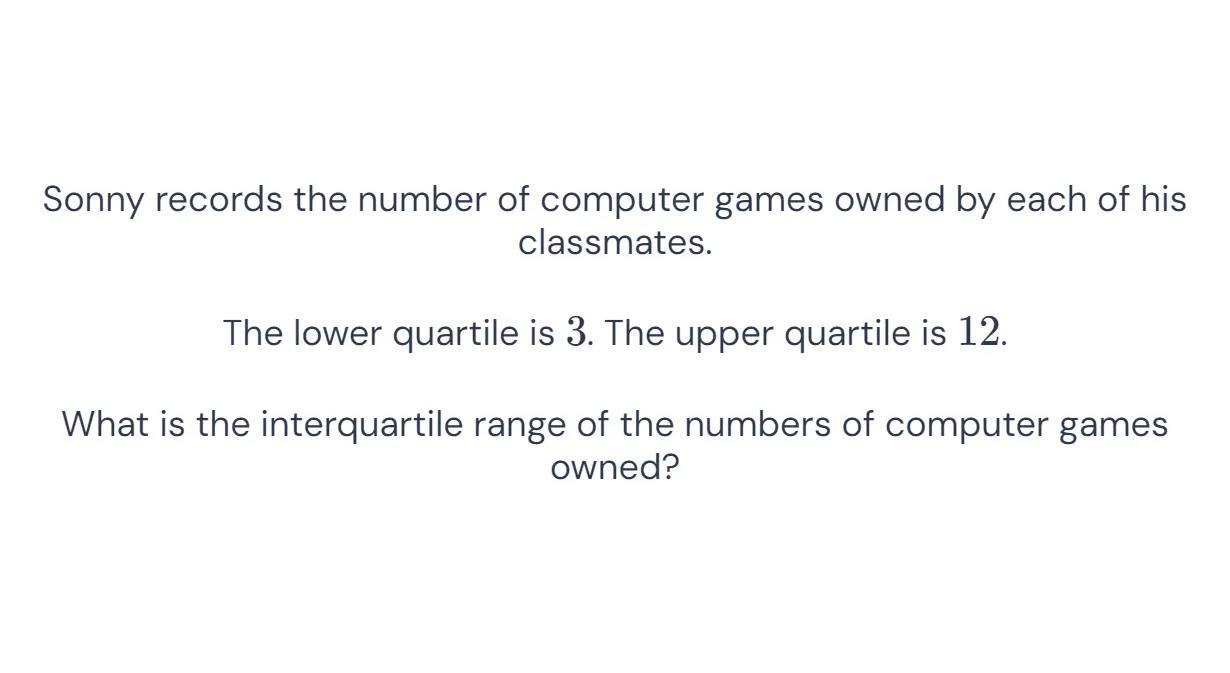 Sonny records the number of computer games owned by each of his
classmates.
The lower quartile is 3. The upper quartile is 12.
What is the interquartile range of the numbers of computer games
owned?